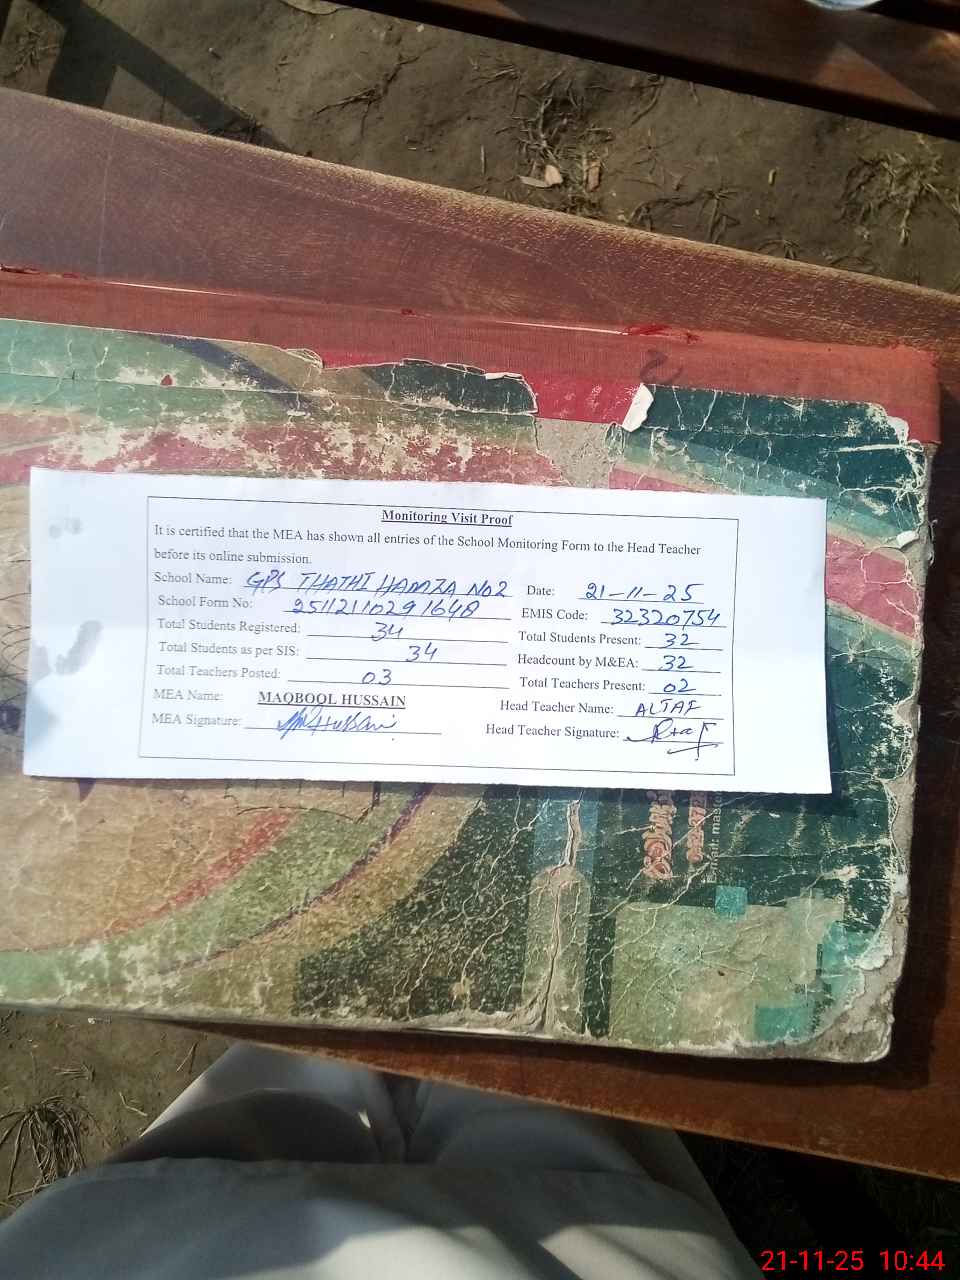 Monitoring Visit Proof
It is certified that the MEA has shown all entries of the School Monitoring Form to the Head Teacher
before its online submission.
School Name: GPS THATHI HAMZA NO2 Date: 21-11-25
School Form No: 25112110291648 EMIS Code: 32320754
Total Students Registered: 34 Total Students Present: 32
Total Students as per SIS: 34 Headcount by M&EA: 32
Total Teachers Posted: 03 Total Teachers Present: 02
MEA Name: MAQBOOL HUSSAIN Head Teacher Name: ALTAF
MEA Signature: Hussain Head Teacher Signature:
21-11-25 10:44